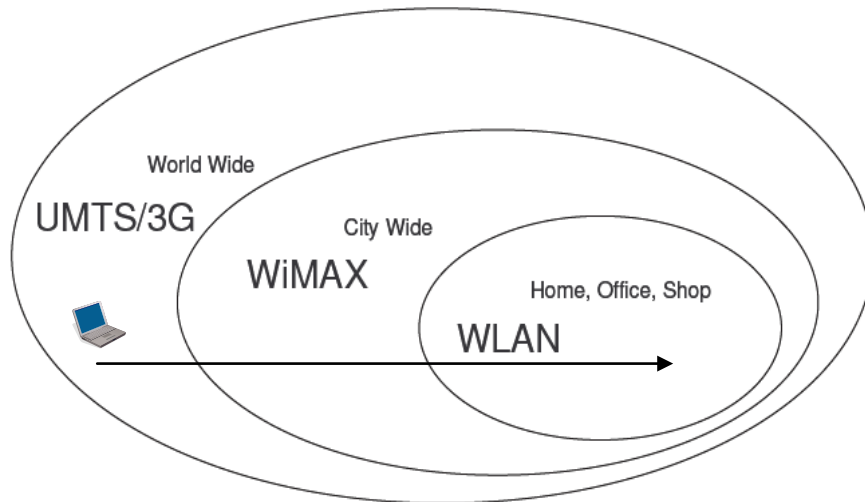 World Wide
UMTS/3G
City Wide
WiMAX
Home, Office, Shop
WLAN